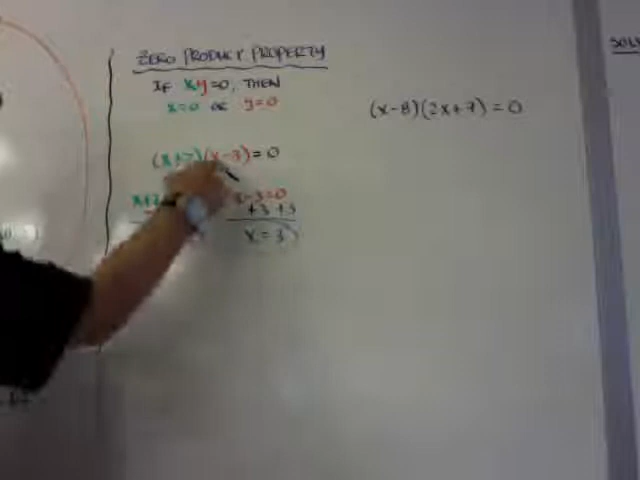 ZERO PRODUCT PROPERTY
IF xy=0, THEN
x=0 OR y=0
(x+7)(x-3)=0
x-3=0
+3 +3
x=3
(x-8)(2x+7)=0